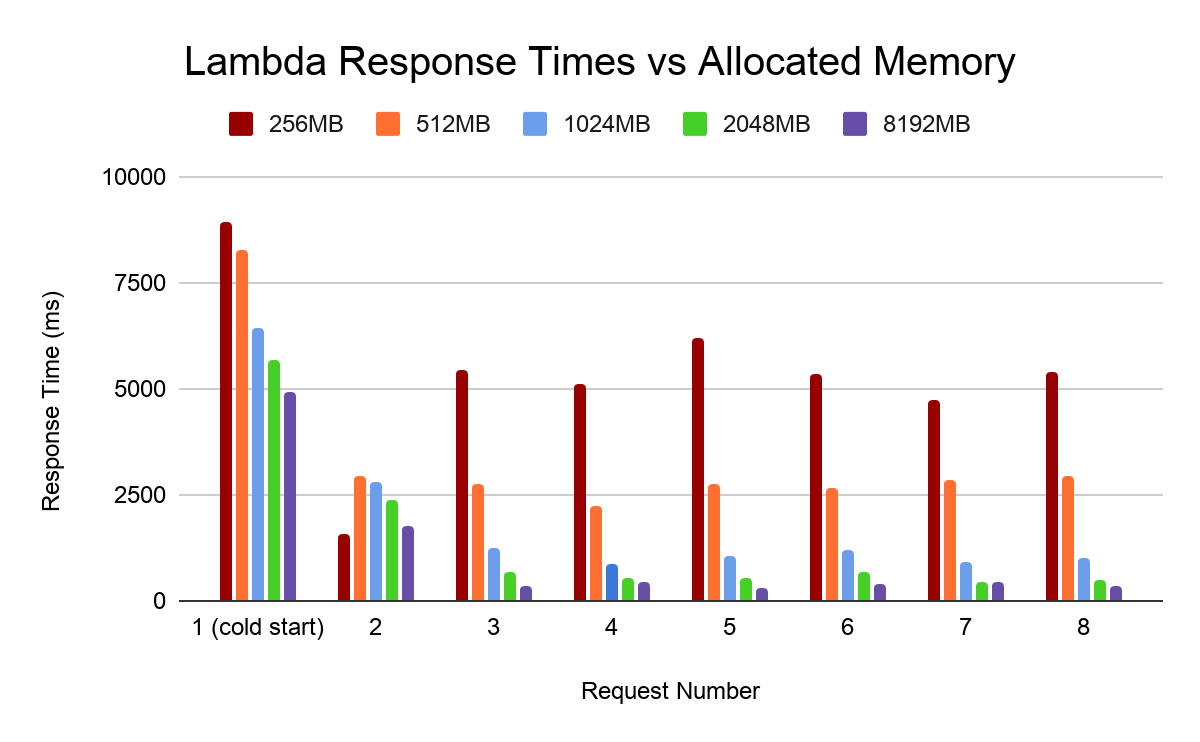 Lambda Response Times vs Allocated Memory
256MB 512MB 1024MB 2048MB 8192MB
10000
7500
5000
2500
0
Response Time (ms)
1 (cold start) 2 3 4 5 6 7 8
Request Number